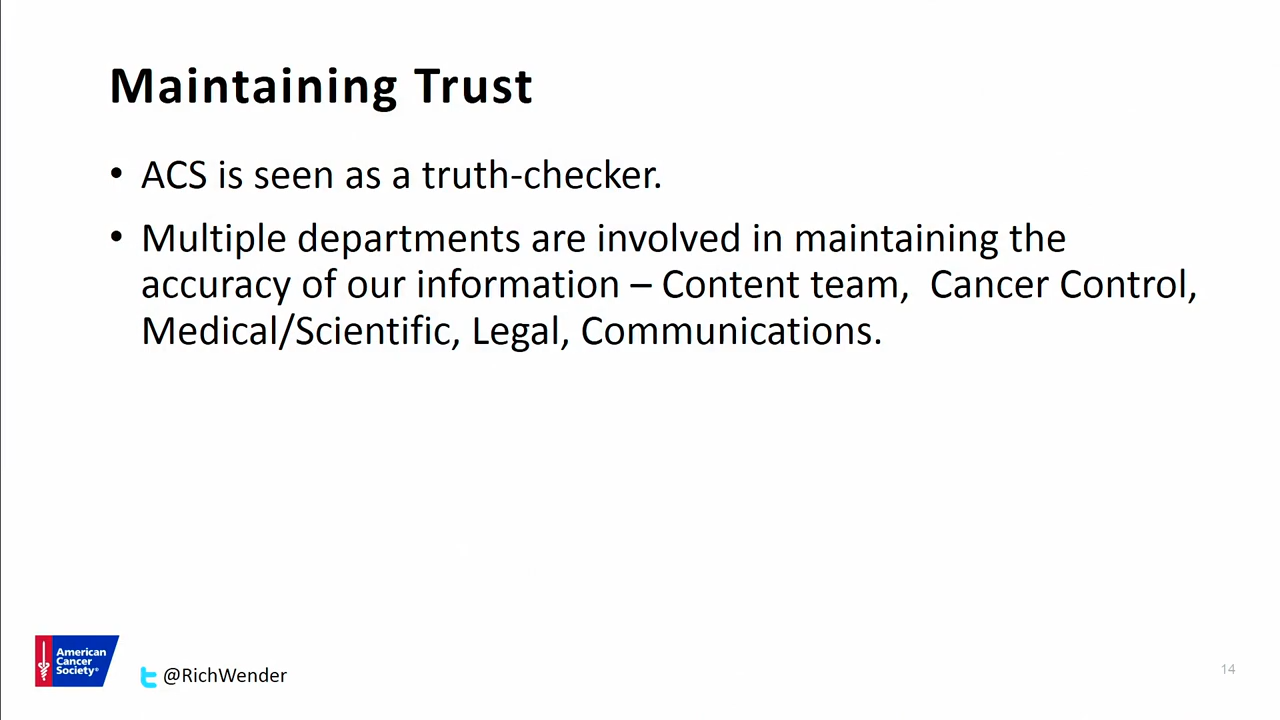 Maintaining Trust
• ACS is seen as a truth-checker.
• Multiple departments are involved in maintaining the
accuracy of our information – Content team,  Cancer Control,
Medical/Scientific, Legal, Communications.
American
Cancer
Society®
@RichWender
14